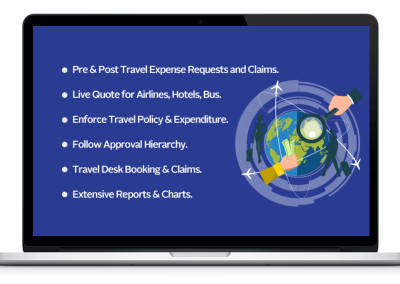 Pre & Post Travel Expense Requests and Claims.
Live Quote for Airlines, Hotels, Bus.
Enforce Travel Policy & Expenditure.
Follow Approval Hierarchy.
Travel Desk Booking & Claims.
Extensive Reports & Charts.